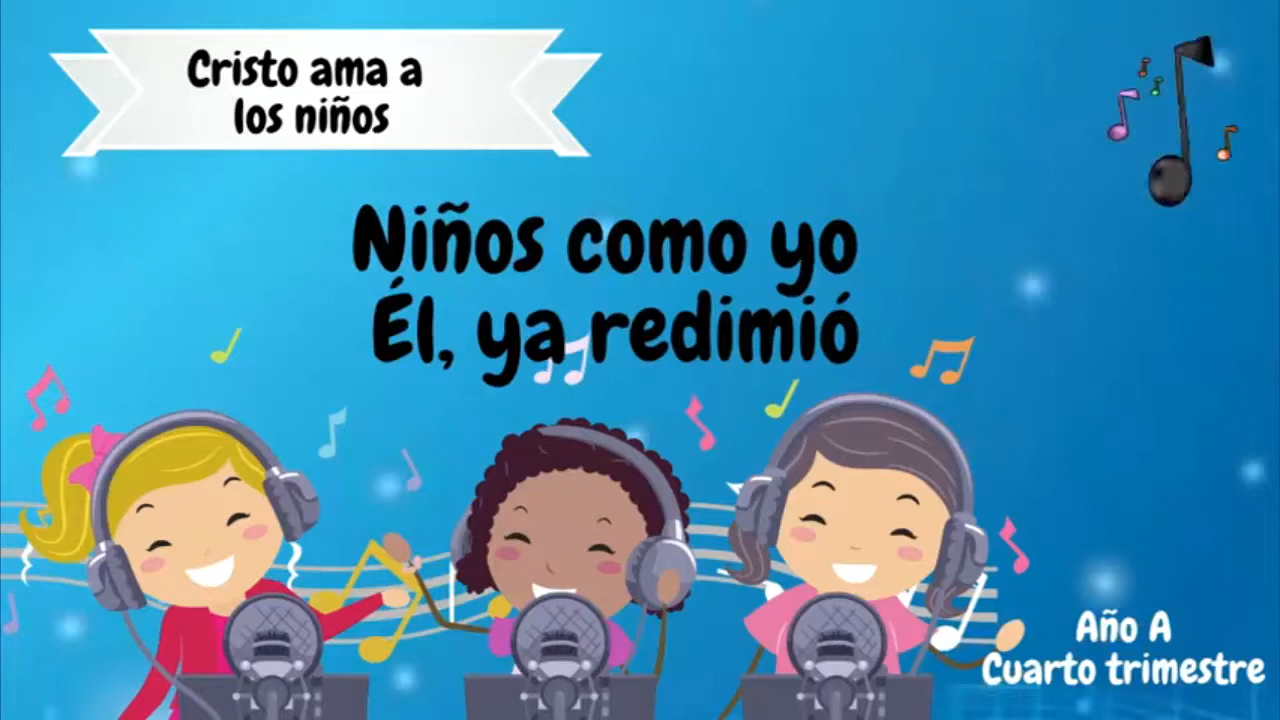 Cristo ama a
los niños
Niños como yo
Él, ya redimió
Año A
Cuarto trimestre